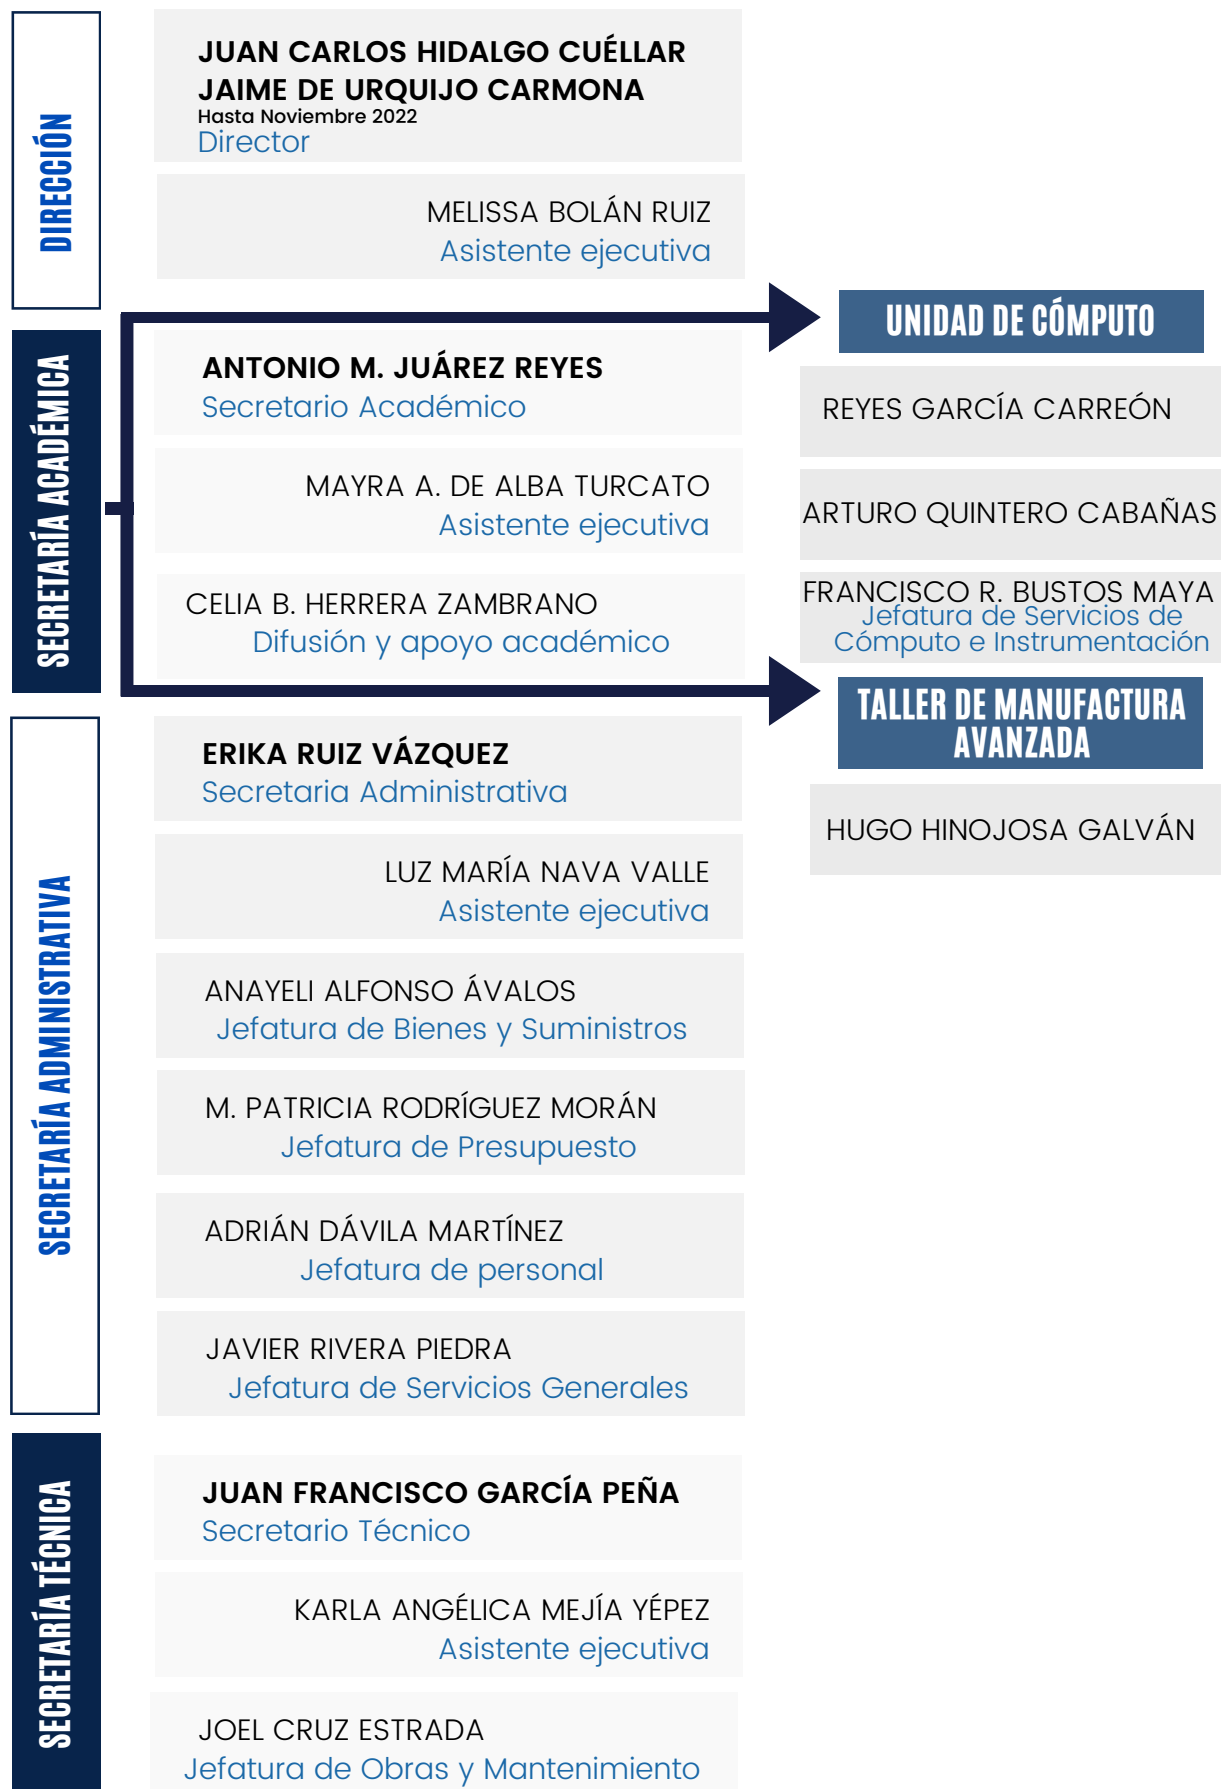 DIRECCIÓN
JUAN CARLOS HIDALGO CUÉLLAR
JAIME DE URQUIJO CARMONA
Hasta Noviembre 2022
Director
MELISSA BOLÁN RUIZ
Asistente ejecutiva
SECRETARÍA ACADÉMICA
ANTONIO M. JUÁREZ REYES
Secretario Académico
MAYRA A. DE ALBA TURCATO
Asistente ejecutiva
CELIA B. HERRERA ZAMBRANO
Difusión y apoyo académico
UNIDAD DE CÓMPUTO
REYES GARCÍA CARREÓN
ARTURO QUINTERO CABAÑAS
FRANCISCO R. BUSTOS MAYA
Jefatura de Servicios de
Cómputo e Instrumentación
TALLER DE MANUFACTURA
AVANZADA
HUGO HINOJOSA GALVÁN
SECRETARÍA ADMINISTRATIVA
ERIKA RUIZ VÁZQUEZ
Secretaria Administrativa
LUZ MARÍA NAVA VALLE
Asistente ejecutiva
ANAYELI ALFONSO ÁVALOS
Jefatura de Bienes y Suministros
M. PATRICIA RODRÍGUEZ MORÁN
Jefatura de Presupuesto
ADRIÁN DÁVILA MARTÍNEZ
Jefatura de personal
JAVIER RIVERA PIEDRA
Jefatura de Servicios Generales
SECRETARÍA TÉCNICA
JUAN FRANCISCO GARCÍA PEÑA
Secretario Técnico
KARLA ANGÉLICA MEJÍA YÉPEZ
Asistente ejecutiva
JOEL CRUZ ESTRADA
Jefatura de Obras y Mantenimiento